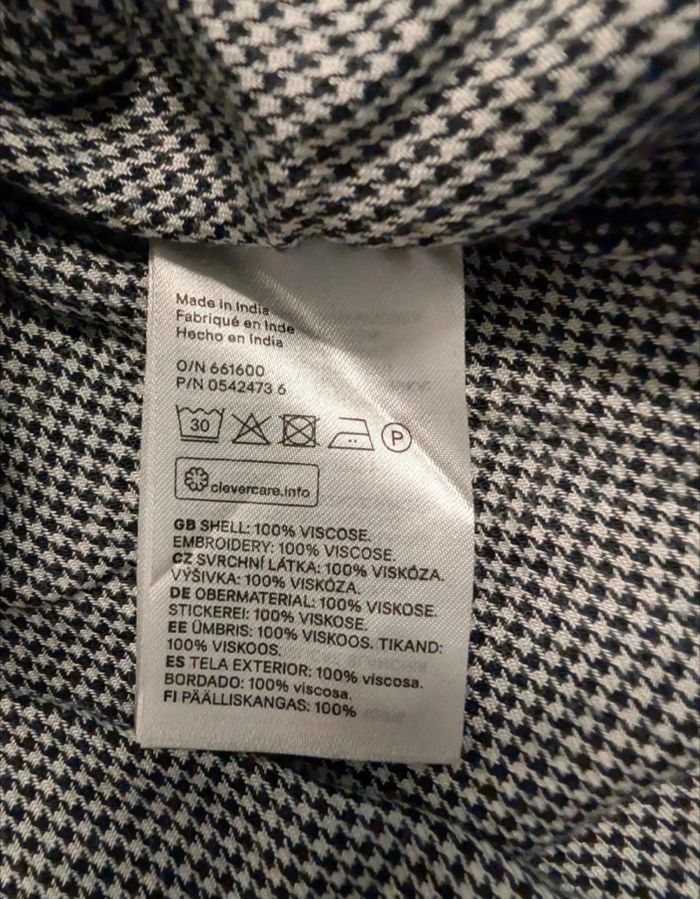 Made in India
Fabriqué en Inde
Hecho en India
O/N 661600
P/N 0542473 6
30
P
clevercare.info
GB SHELL: 100% VISCOSE.
EMBROIDERY: 100% VISCOSE.
CZ SVRCHNÍ LÁTKA: 100% VISKÓZA.
VÝŠIVKA: 100% VISKÓZA.
DE OBERMATERIAL: 100% VISKOSE.
STICKEREI: 100% VISKOSE.
EE ÜMBRIS: 100% VISKOOS. TIKAND:
100% VISKOOS.
ES TELA EXTERIOR: 100% viscosa.
BORDADO: 100% viscosa.
FI PÄÄLLISKANGAS: 100%